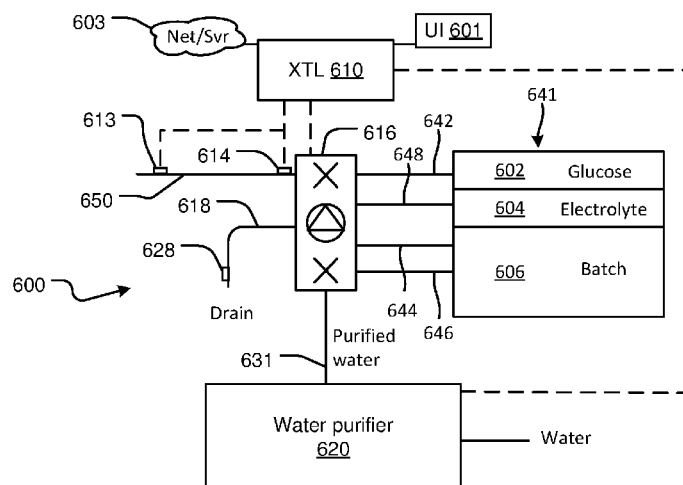 603
Net/Svr
UI 601
XTL 610
613
614
616
642
648
641
650
618
602 Glucose
604 Electrolyte
606 Batch
628
600
Drain
644
646
Purified
water
631
Water purifier
620
Water